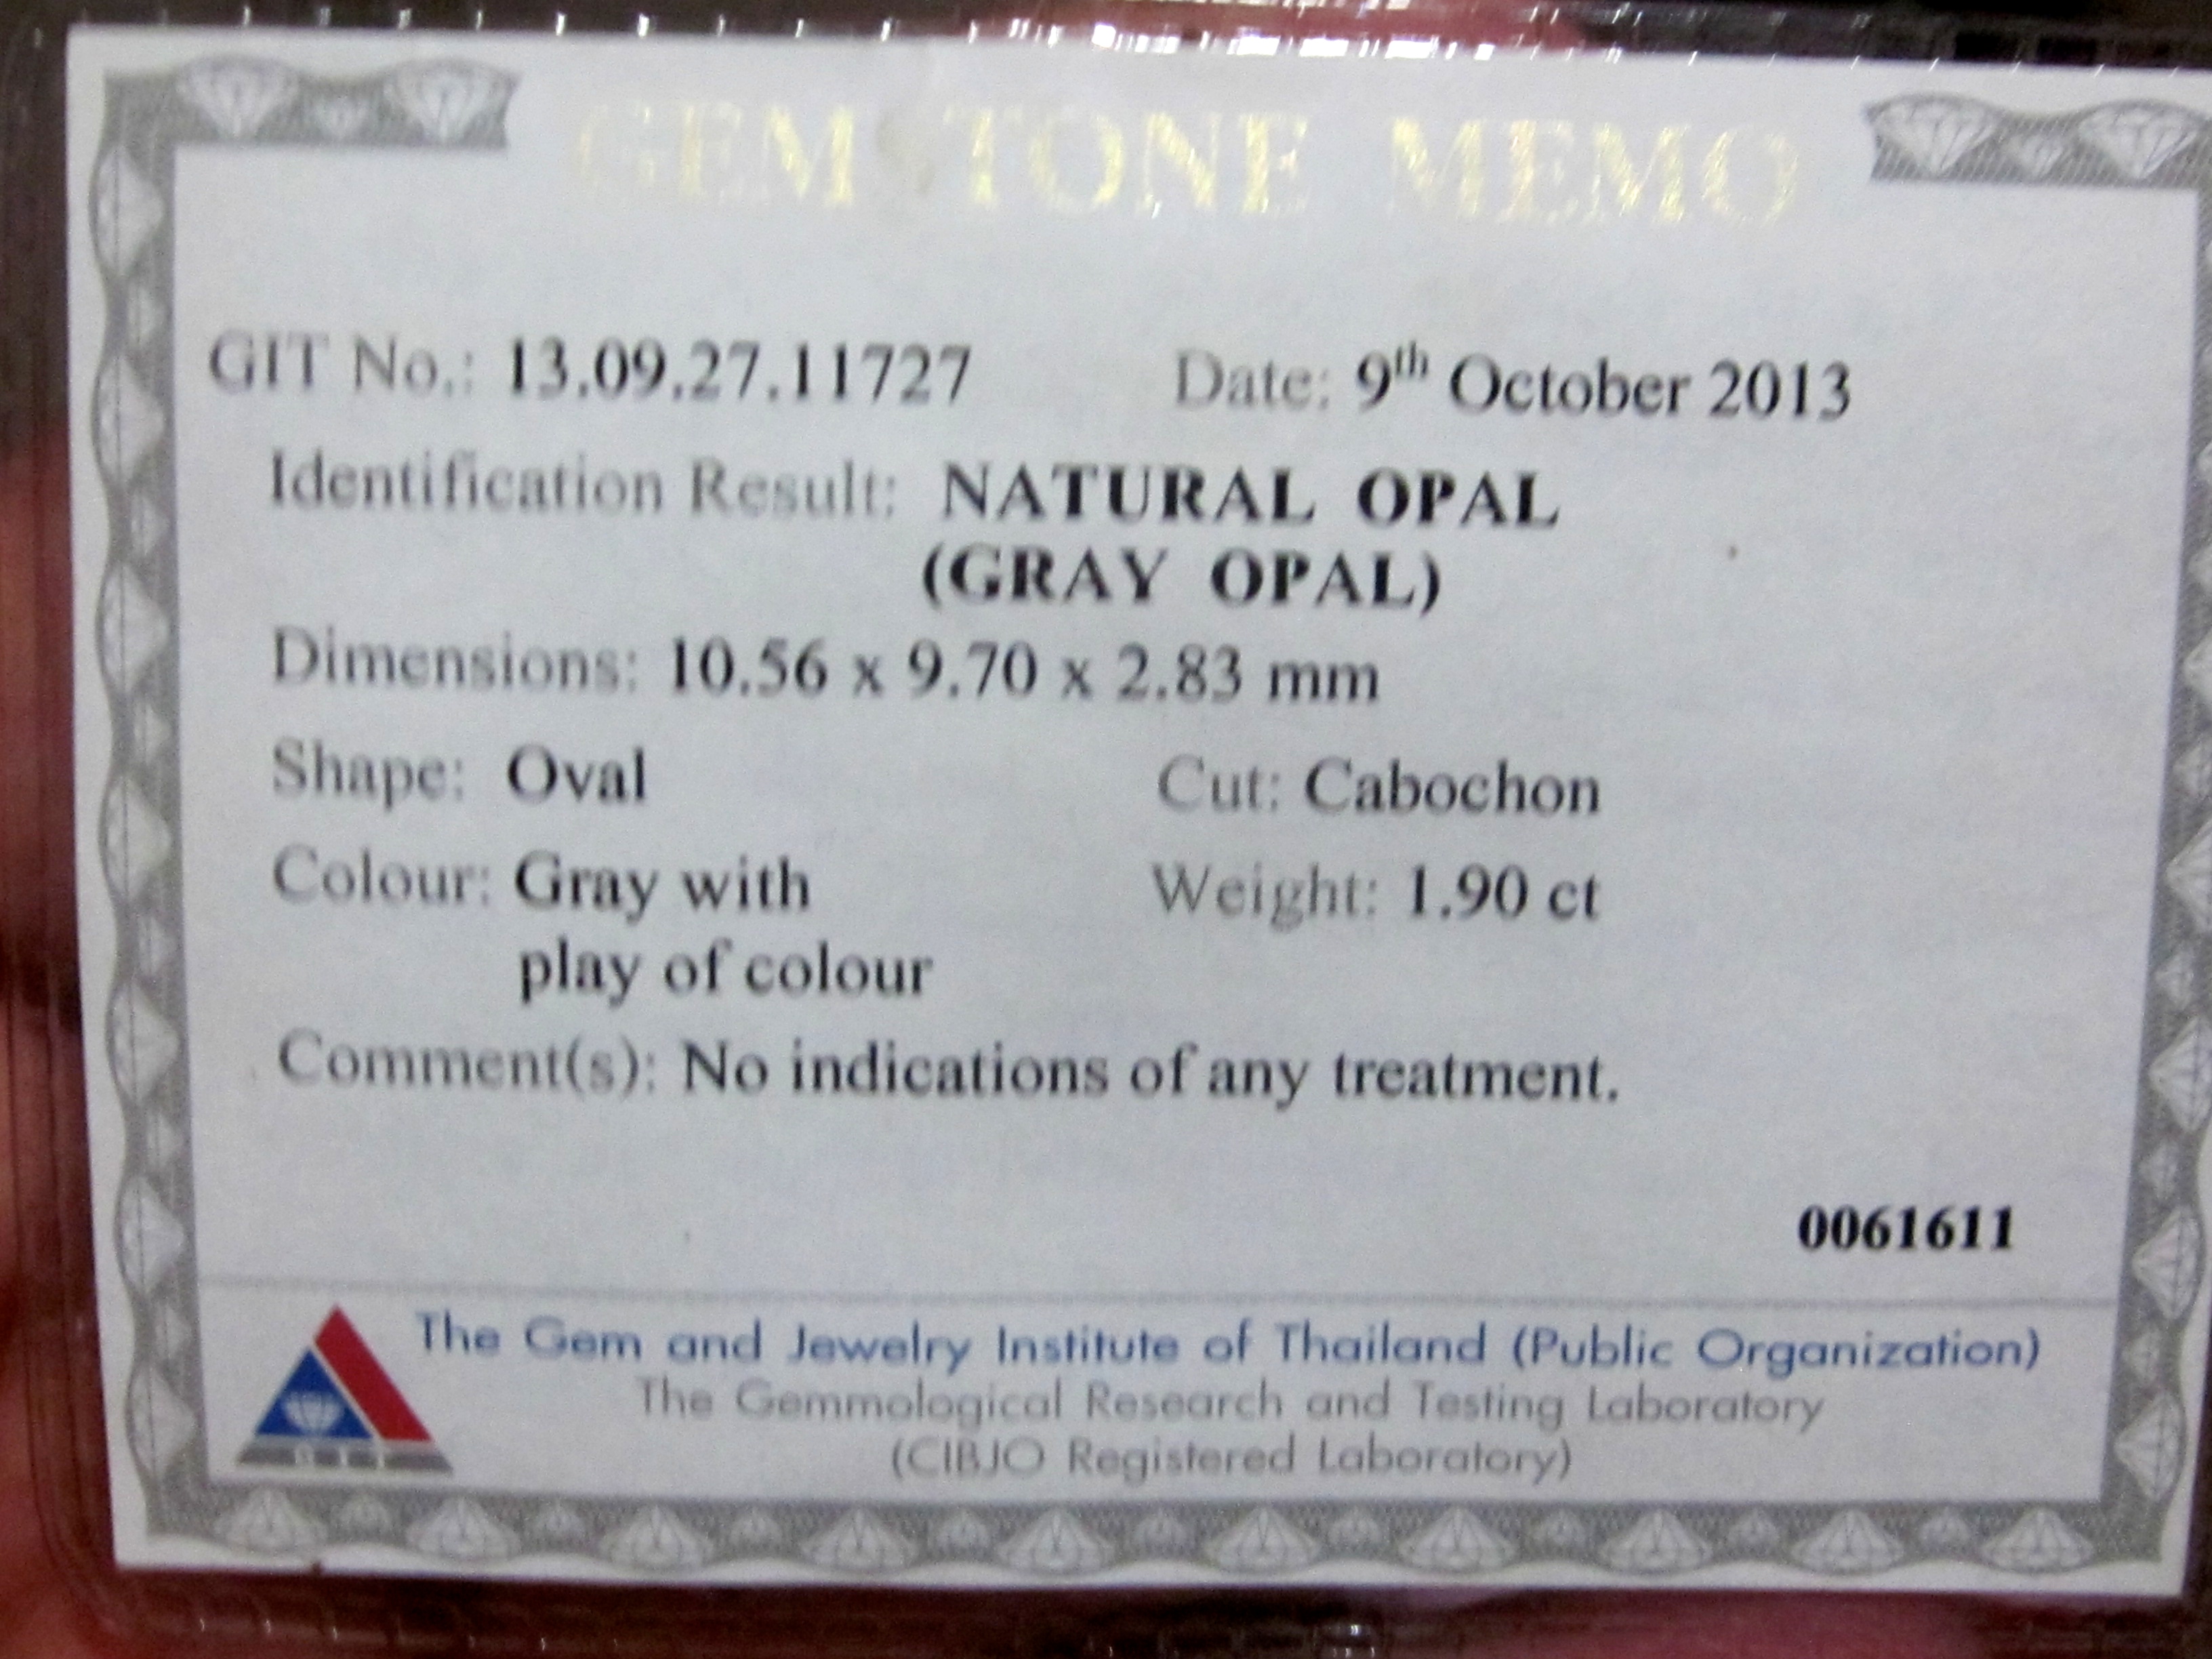 GEMSTONE MEMO
GIT No.: 13.09.27.11727 Date: 9th October 2013
Identification Result: NATURAL OPAL
(GRAY OPAL)
Dimensions: 10.56 x 9.70 x 2.83 mm
Shape: Oval Cut: Cabochon
Colour: Gray with Weight: 1.90 ct
play of colour
Comment(s): No indications of any treatment.
0061611
The Gem and Jewelry Institute of Thailand (Public Organization)
The Gemmological Research and Testing Laboratory
(CIBJO Registered Laboratory)
GIT